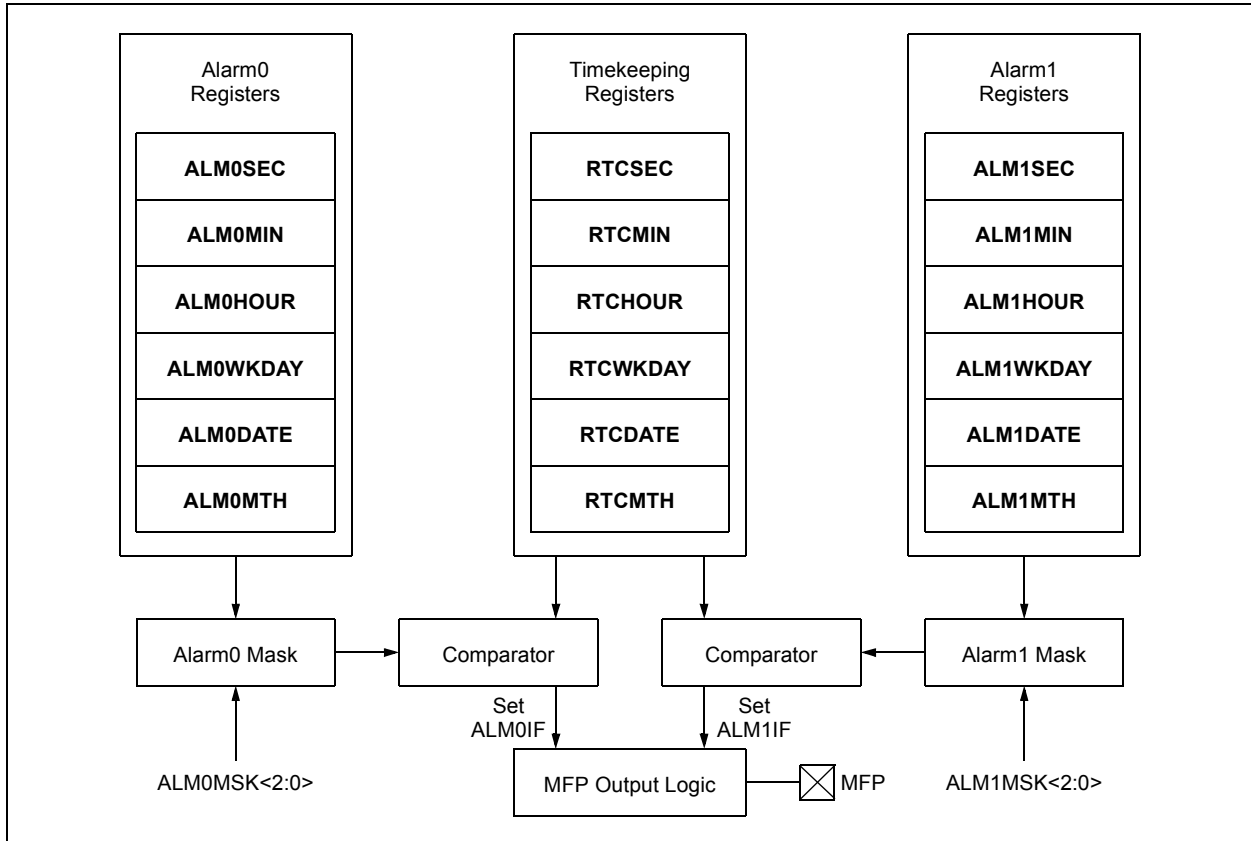 Alarm0
Registers
ALM0SEC
ALM0MIN
ALM0HOUR
ALM0WKDAY
ALM0DATE
ALM0MTH
Timekeeping
Registers
RTCSEC
RTCMIN
RTCHOUR
RTCWKDAY
RTCDATE
RTCMTH
Alarm1
Registers
ALM1SEC
ALM1MIN
ALM1HOUR
ALM1WKDAY
ALM1DATE
ALM1MTH
Alarm0 Mask
Comparator
Comparator
Alarm1 Mask
Set
ALM0IF
Set
ALM1IF
ALM0MSK<2:0>
MFP Output Logic
MFP
ALM1MSK<2:0>